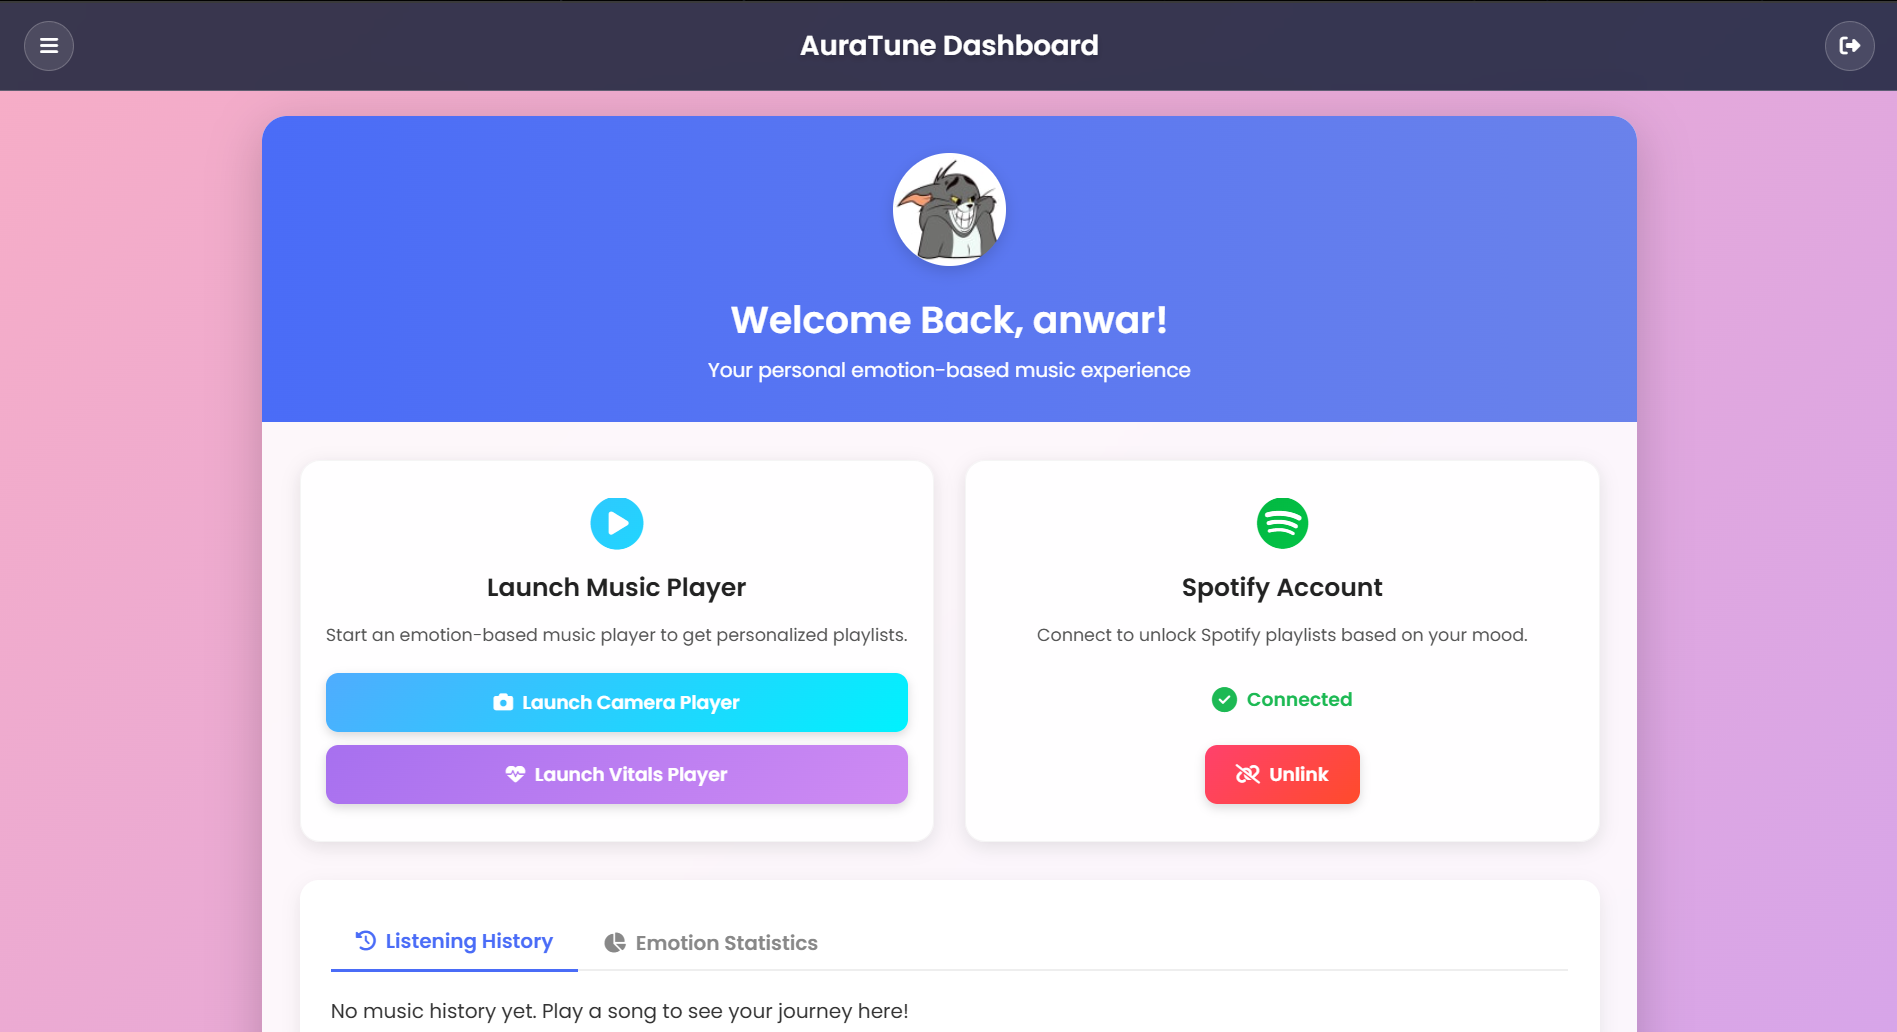 AuraTune Dashboard
Welcome Back, anwar!
Your personal emotion-based music experience
Launch Music Player
Start an emotion-based music player to get personalized playlists.
Launch Camera Player
Launch Vitals Player
Spotify Account
Connect to unlock Spotify playlists based on your mood.
Connected
Unlink
Listening History
Emotion Statistics
No music history yet. Play a song to see your journey here!